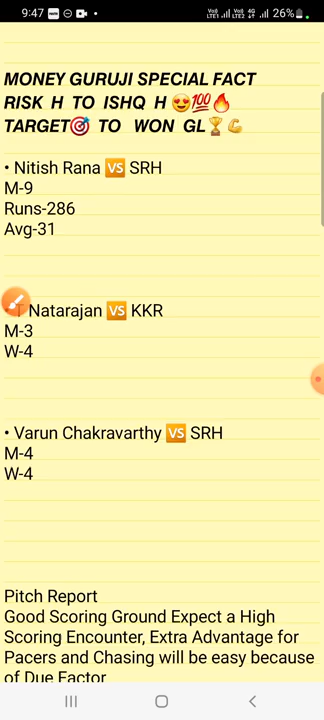 9:47 26%
MONEY GURUJI SPECIAL FACT
RISK H TO ISHQ H 😍💯🔥
TARGET🎯 TO WON GL🏆💪
• Nitish Rana 🆚 SRH
M-9
Runs-286
Avg-31
Natarajan 🆚 KKR
M-3
W-4
• Varun Chakravarthy 🆚 SRH
M-4
W-4
Pitch Report
Good Scoring Ground Expect a High
Scoring Encounter, Extra Advantage for
Pacers and Chasing will be easy because
of Due Factor